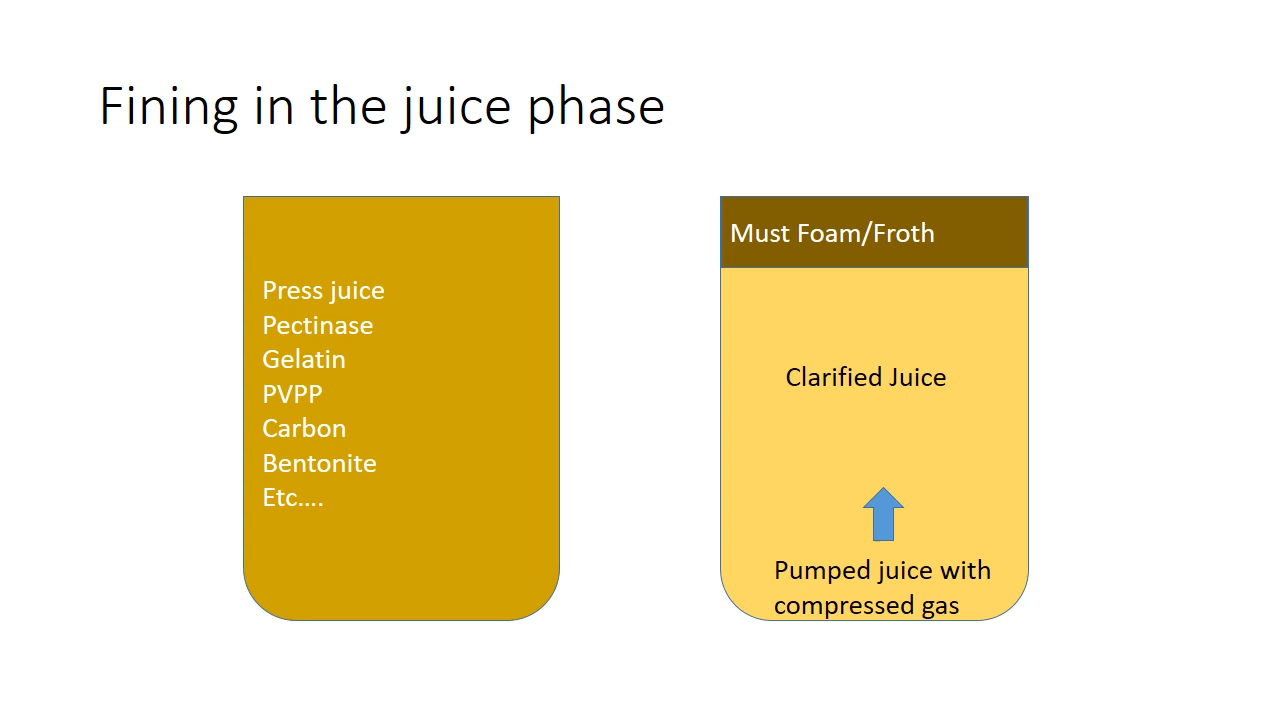 Fining in the juice phase
Press juice
Pectinase
Gelatin
PVPP
Carbon
Bentonite
Etc....
Must Foam/Froth
Clarified Juice
Pumped juice with
compressed gas